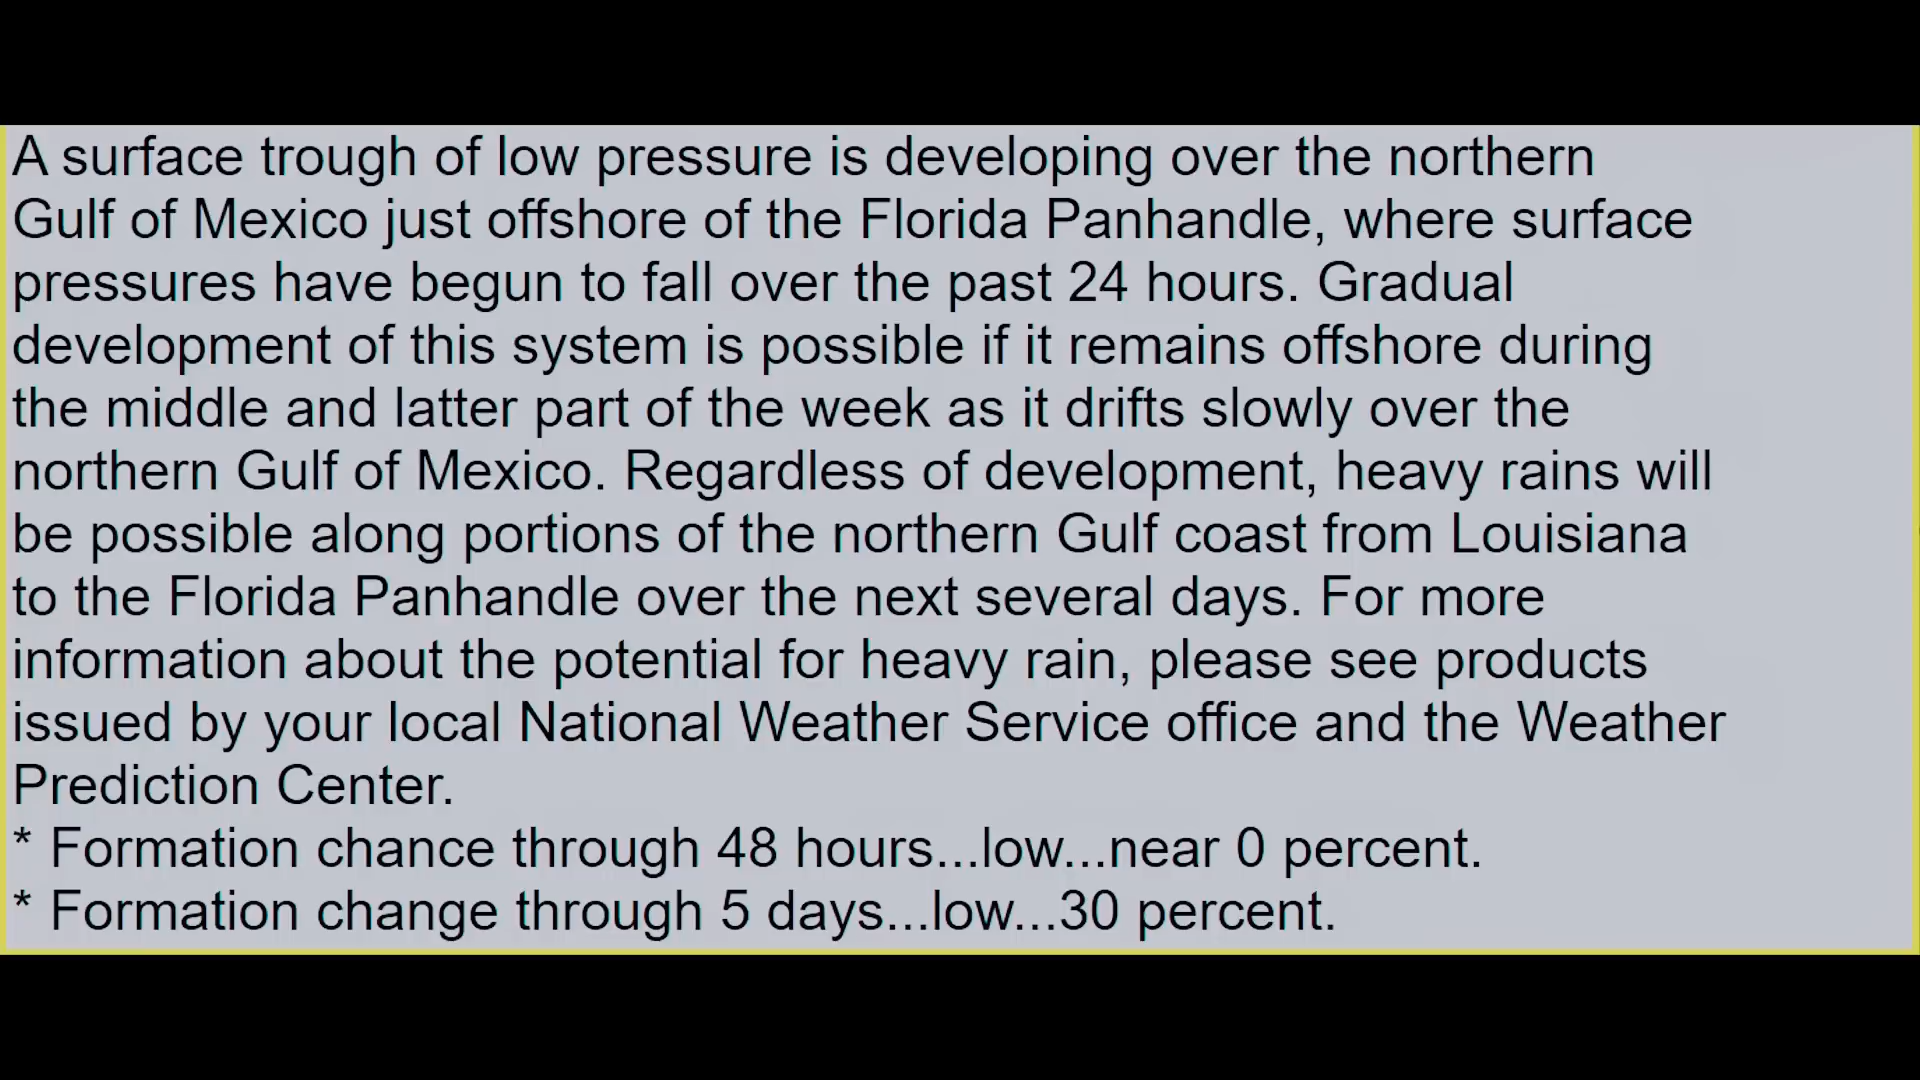 A surface trough of low pressure is developing over the northern
Gulf of Mexico just offshore of the Florida Panhandle, where surface
pressures have begun to fall over the past 24 hours. Gradual
development of this system is possible if it remains offshore during
the middle and latter part of the week as it drifts slowly over the
northern Gulf of Mexico. Regardless of development, heavy rains will
be possible along portions of the northern Gulf coast from Louisiana
to the Florida Panhandle over the next several days. For more
information about the potential for heavy rain, please see products
issued by your local National Weather Service office and the Weather
Prediction Center.
* Formation chance through 48 hours...low...near 0 percent.
* Formation change through 5 days...low...30 percent.